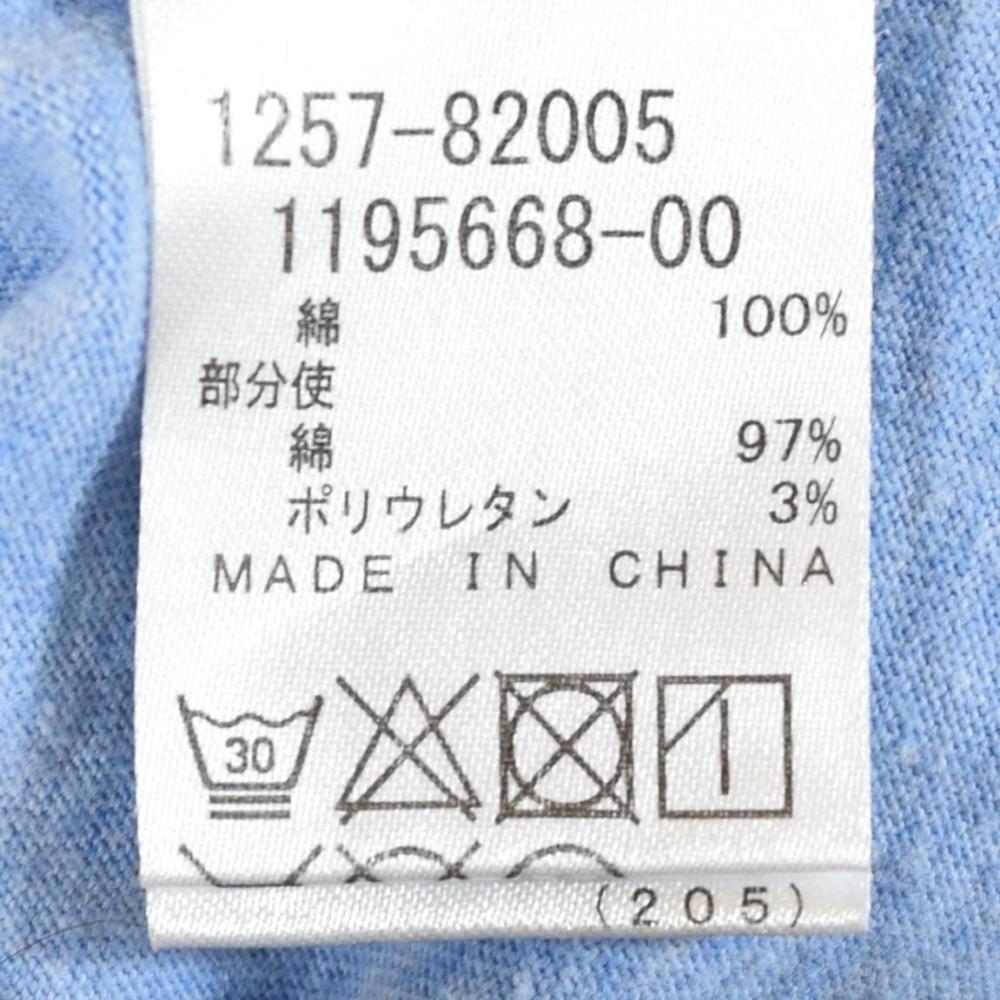 1257-82005
1195668-00
綿 100%
部分使
綿 97%
ポリウレタン 3%
MADE IN CHINA
30
(205)